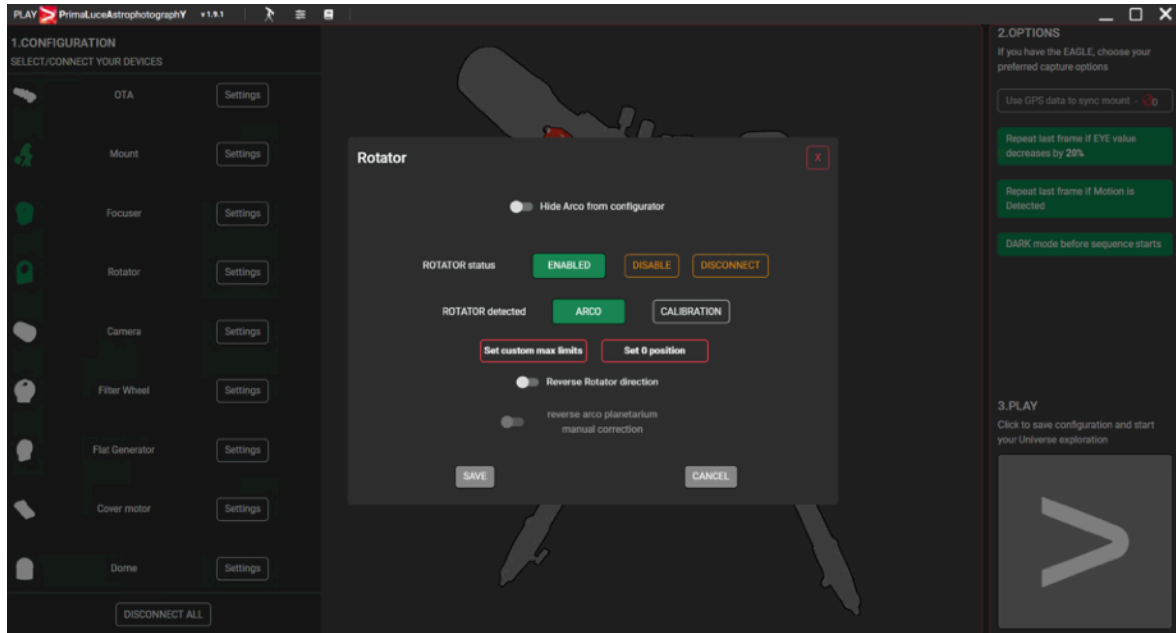 PLAY PrimaLuceAstrophotographY v1.9.1
1.CONFIGURATION
SELECT/CONNECT YOUR DEVICES
OTA Settings
Mount Settings
Focuser Settings
Rotator Settings
Camera Settings
Filter Wheel Settings
Flat Generator Settings
Cover motor Settings
Dome Settings
DISCONNECT ALL
Rotator X
Hide Arco from configurator
ROTATOR status ENABLED DISABLE DISCONNECT
ROTATOR detected ARCO CALIBRATION
Set custom max limits Set 0 position
Reverse Rotator direction
reverse arco planetarium
manual correction
SAVE CANCEL
2.OPTIONS
If you have the EAGLE, choose your
preferred capture options
Use GPS data to sync mount - 0
Repeat last frame if EYE value
decreases by 20%
Repeat last frame if Motion is
Detected
DARK mode before sequence starts
3.PLAY
Click to save configuration and start
your Universe exploration